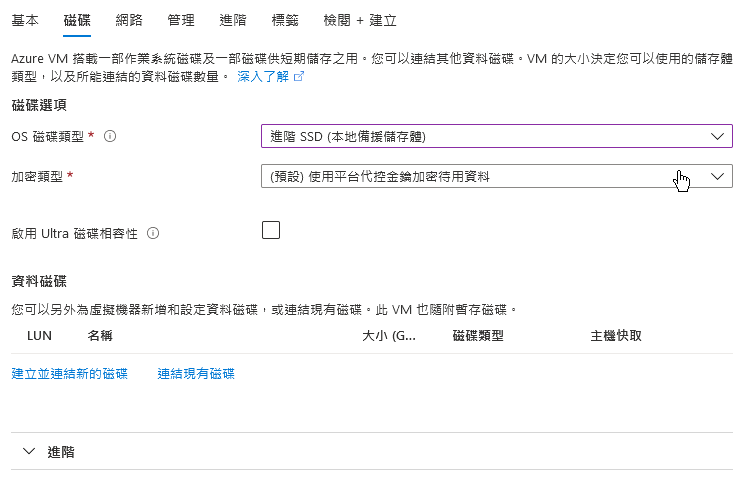 基本 磁碟 網路 管理 進階 標籤 檢閱 + 建立
Azure VM 搭載一部作業系統磁碟及一部磁碟供短期儲存之用。您可以連結其他資料磁碟。VM 的大小決定您可以使用的儲存體
類型，以及所能連結的資料磁碟數量。 深入了解
磁碟選項
OS 磁碟類型 * 進階 SSD (本地備援儲存體)
加密類型 * (預設) 使用平台代控金鑰加密待用資料
啟用 Ultra 磁碟相容性
資料磁碟
您可以另外為虛擬機器新增和設定資料磁碟，或連結現有磁碟。此 VM 也隨附暫存磁碟。
LUN 名稱 大小 (G... 磁碟類型 主機快取
建立並連結新的磁碟 連結現有磁碟
進階